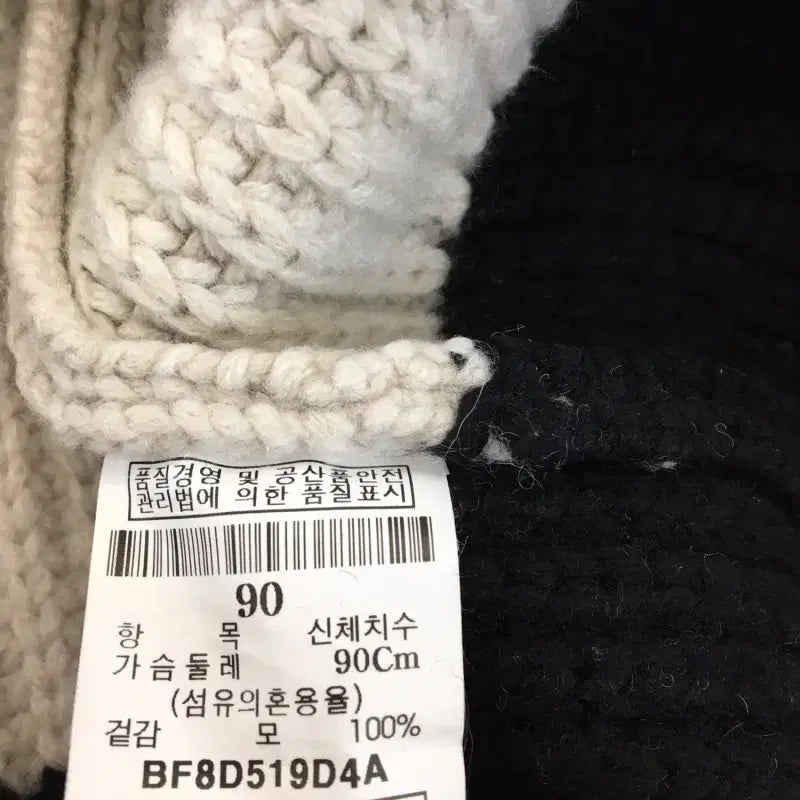 품질경영 및 공산품안전
관리법에 의한 품질표시
90
항 목 신체치수
가슴둘레 90Cm
(섬유의혼용율)
겉감 모 100%
BF8D519D4A